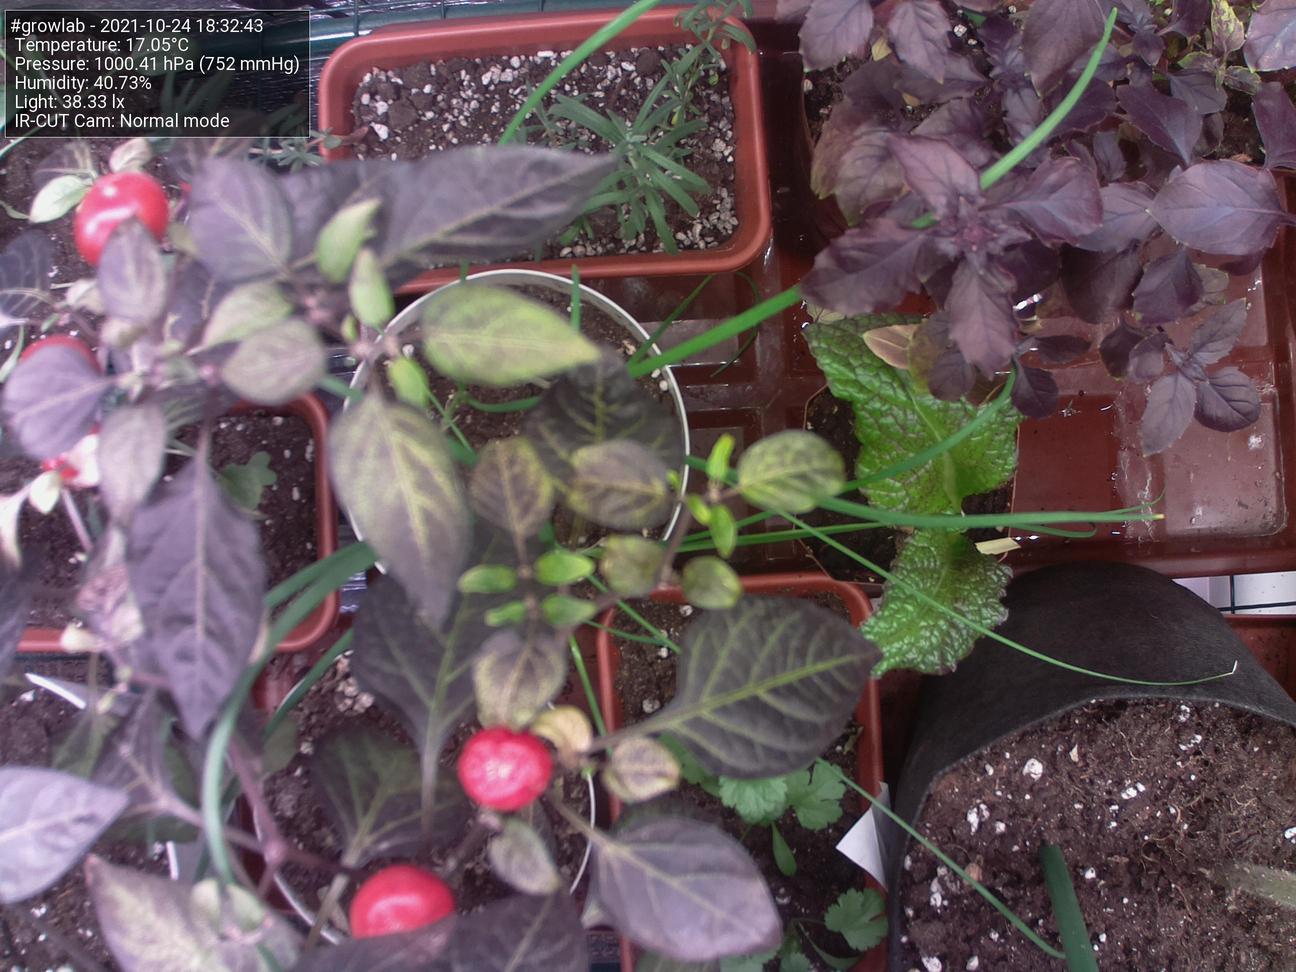 #growlab - 2021-10-24 18:32:43
Temperature: 17.05°C
Pressure: 1000.41 hPa (752 mmHg)
Humidity: 40.73%
Light: 38.33 lx
IR-CUT Cam: Normal mode